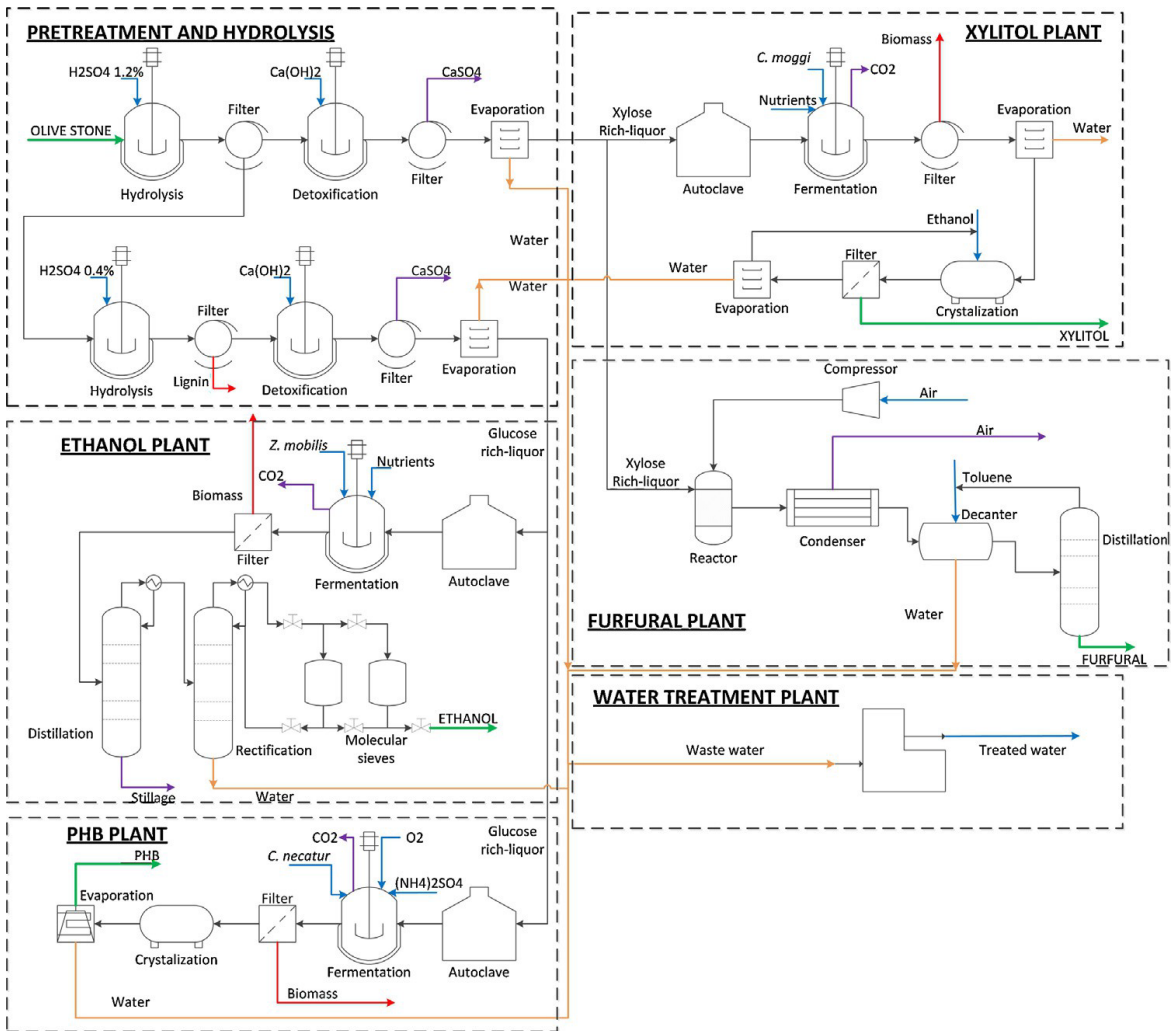 PRETREATMENT AND HYDROLYSIS
H2SO4 1.2%
Ca(OH)2
CaSO4
Filter
Evaporation
OLIVE STONE
Hydrolysis
Detoxification
Filter
Water
H2SO4 0.4%
Ca(OH)2
CaSO4
Water
Filter
Hydrolysis
Lignin
Detoxification
Filter
Evaporation
XYLITOL PLANT
Biomass
C. moggi
CO2
Nutrients
Evaporation
Xylose
Rich-liquor
Water
Autoclave
Fermentation
Filter
Ethanol
Water
Filter
Evaporation
Crystalization
XYLITOL
ETHANOL PLANT
Glucose
rich-liquor
Z. mobilis
Nutrients
CO2
Biomass
Filter
Fermentation
Autoclave
ETHANOL
Distillation
Rectification
Molecular
sieves
Stillage
Water
Compressor
Air
Air
Xylose
Rich-liquor
Toluene
Decanter
Reactor
Condenser
Distillation
Water
FURFURAL PLANT
FURFURAL
WATER TREATMENT PLANT
Waste water
Treated water
PHB PLANT
CO2
O2
Glucose
rich-liquor
PHB
C. necatur
(NH4)2SO4
Evaporation
Filter
Crystalization
Fermentation
Autoclave
Biomass
Water